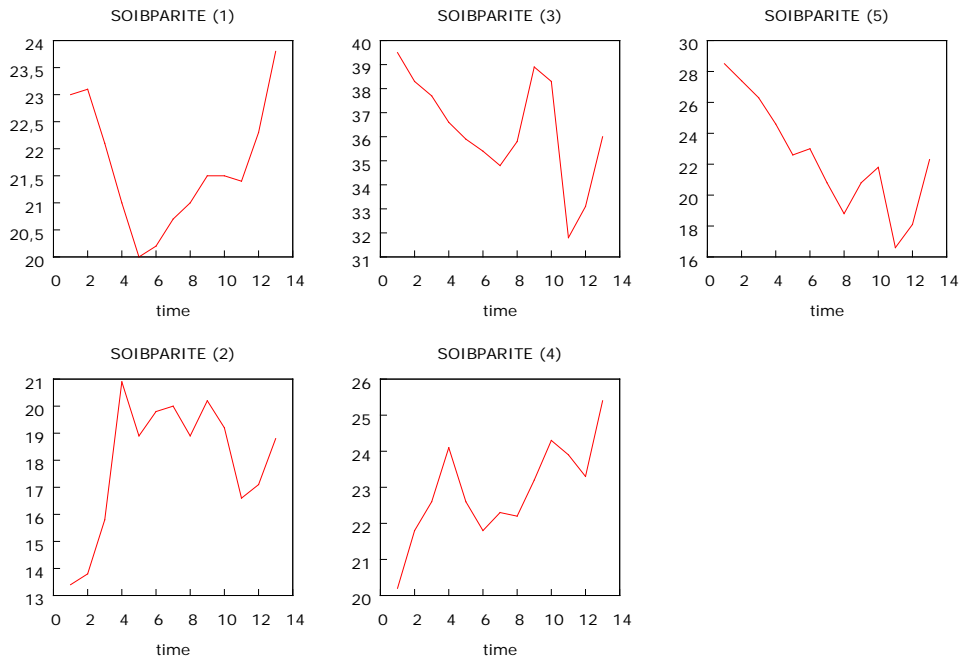 SOIBPARITE (1)
24
23,5
23
22,5
22
21,5
21
20,5
20
0 2 4 6 8 10 12 14
time
SOIBPARITE (3)
40
39
38
37
36
35
34
33
32
31
0 2 4 6 8 10 12 14
time
SOIBPARITE (5)
30
28
26
24
22
20
18
16
0 2 4 6 8 10 12 14
time
SOIBPARITE (2)
21
20
19
18
17
16
15
14
13
0 2 4 6 8 10 12 14
time
SOIBPARITE (4)
26
25
24
23
22
21
20
0 2 4 6 8 10 12 14
time